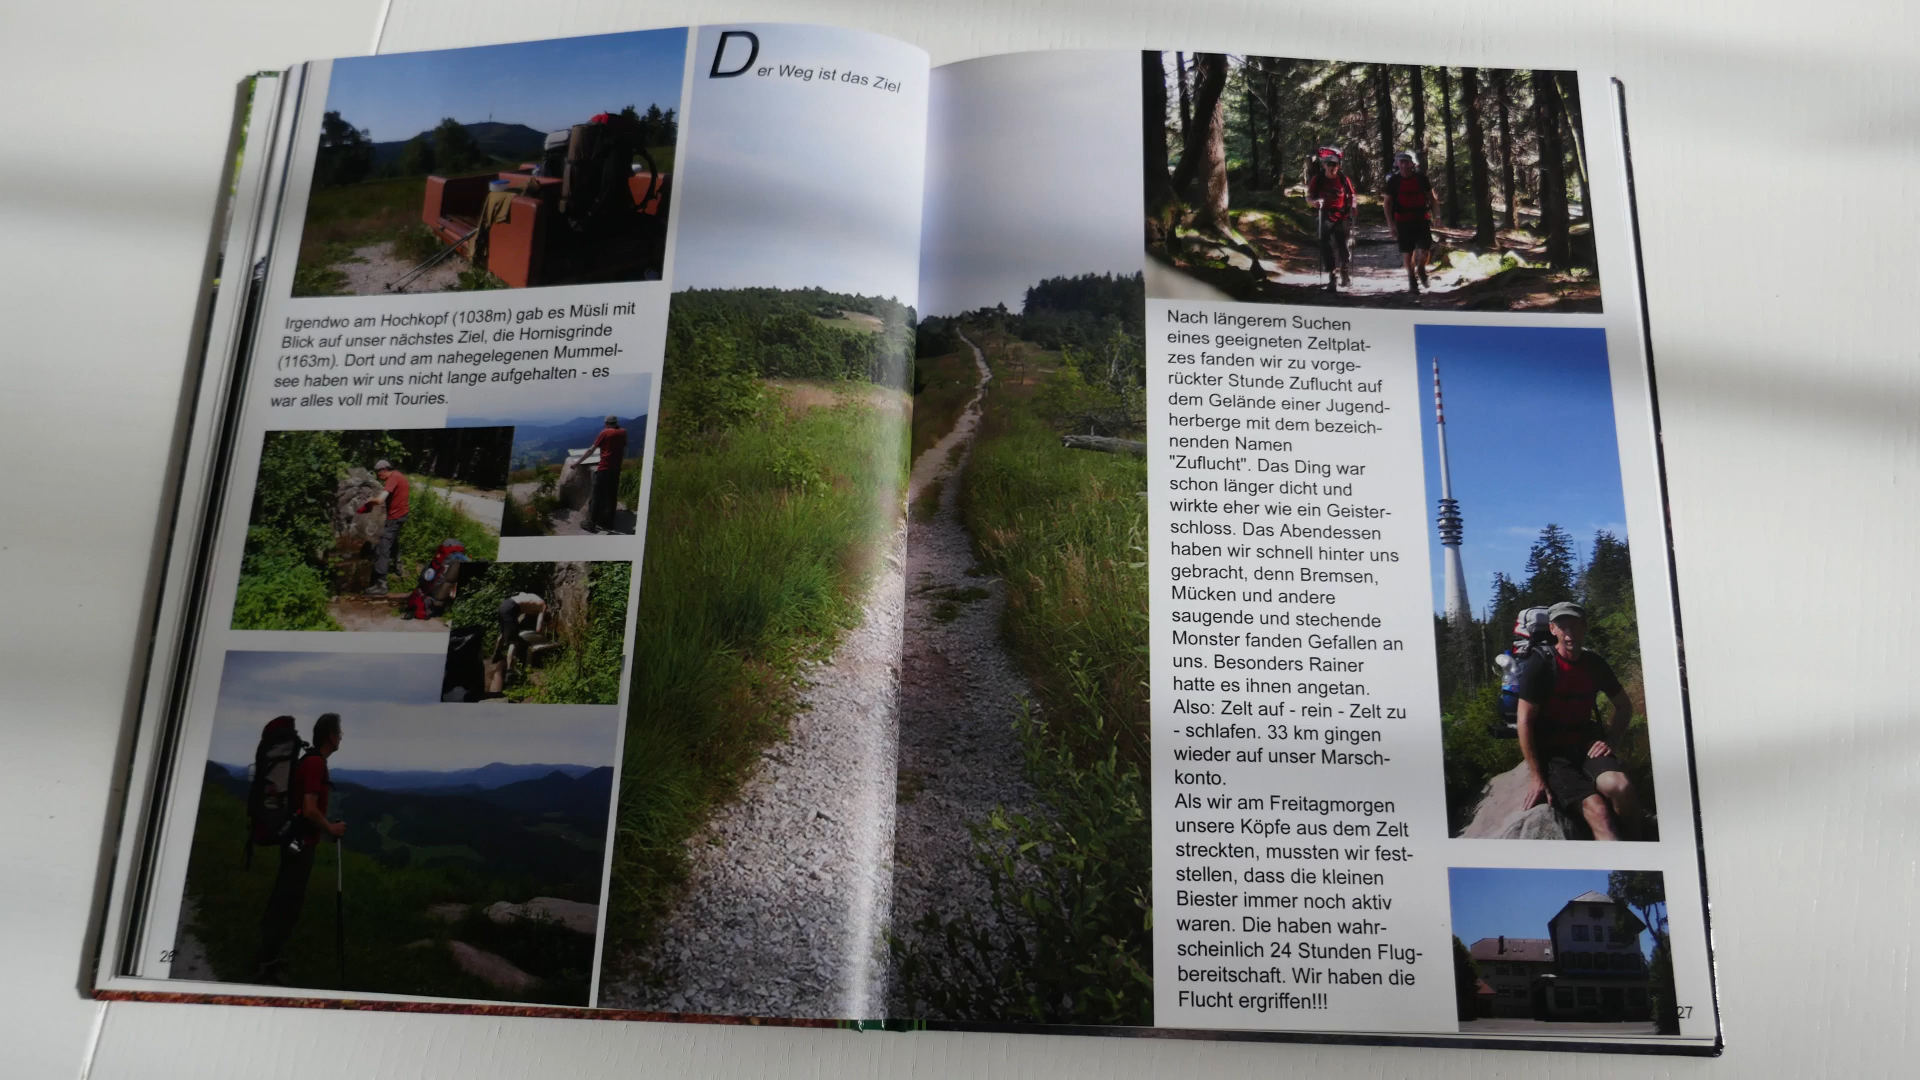 Der Weg ist das Ziel
Irgendwo am Hochkopf (1038m) gab es Müsli mit
Blick auf unser nächstes Ziel, die Hornisgrinde
(1163m). Dort und am nahegelegenen Mummel-
see haben wir uns nicht lange aufgehalten - es
war alles voll mit Touries.
26
Nach längerem Suchen
eines geeigneten Zeltplat-
zes fanden wir zu vorge-
rückter Stunde Zuflucht auf
dem Gelände einer Jugend-
herberge mit dem bezeich-
nenden Namen
"Zuflucht". Das Ding war
schon länger dicht und
wirkte eher wie ein Geister-
schloss. Das Abendessen
haben wir schnell hinter uns
gebracht, denn Bremsen,
Mücken und andere
saugende und stechende
Monster fanden Gefallen an
uns. Besonders Rainer
hatte es ihnen angetan.
Also: Zelt auf - rein - Zelt zu
- schlafen. 33 km gingen
wieder auf unser Marsch-
konto.
Als wir am Freitagmorgen
unsere Köpfe aus dem Zelt
streckten, mussten wir fest-
stellen, dass die kleinen
Biester immer noch aktiv
waren. Die haben wahr-
scheinlich 24 Stunden Flug-
bereitschaft. Wir haben die
Flucht ergriffen!!!
27